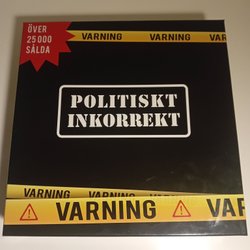 ÖVER
25 000
SÅLDA
VARNING VARNING
POLITISKT
INKORREKT
VARNING VARNING
VARNING VARNING